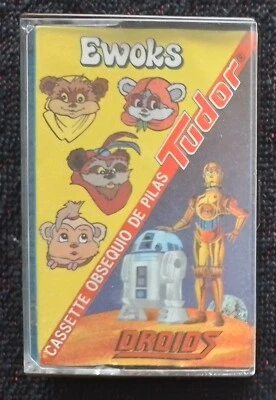 Ewoks
CASSETTE OBSEQUIO DE PILAS Tudor
DROIDS